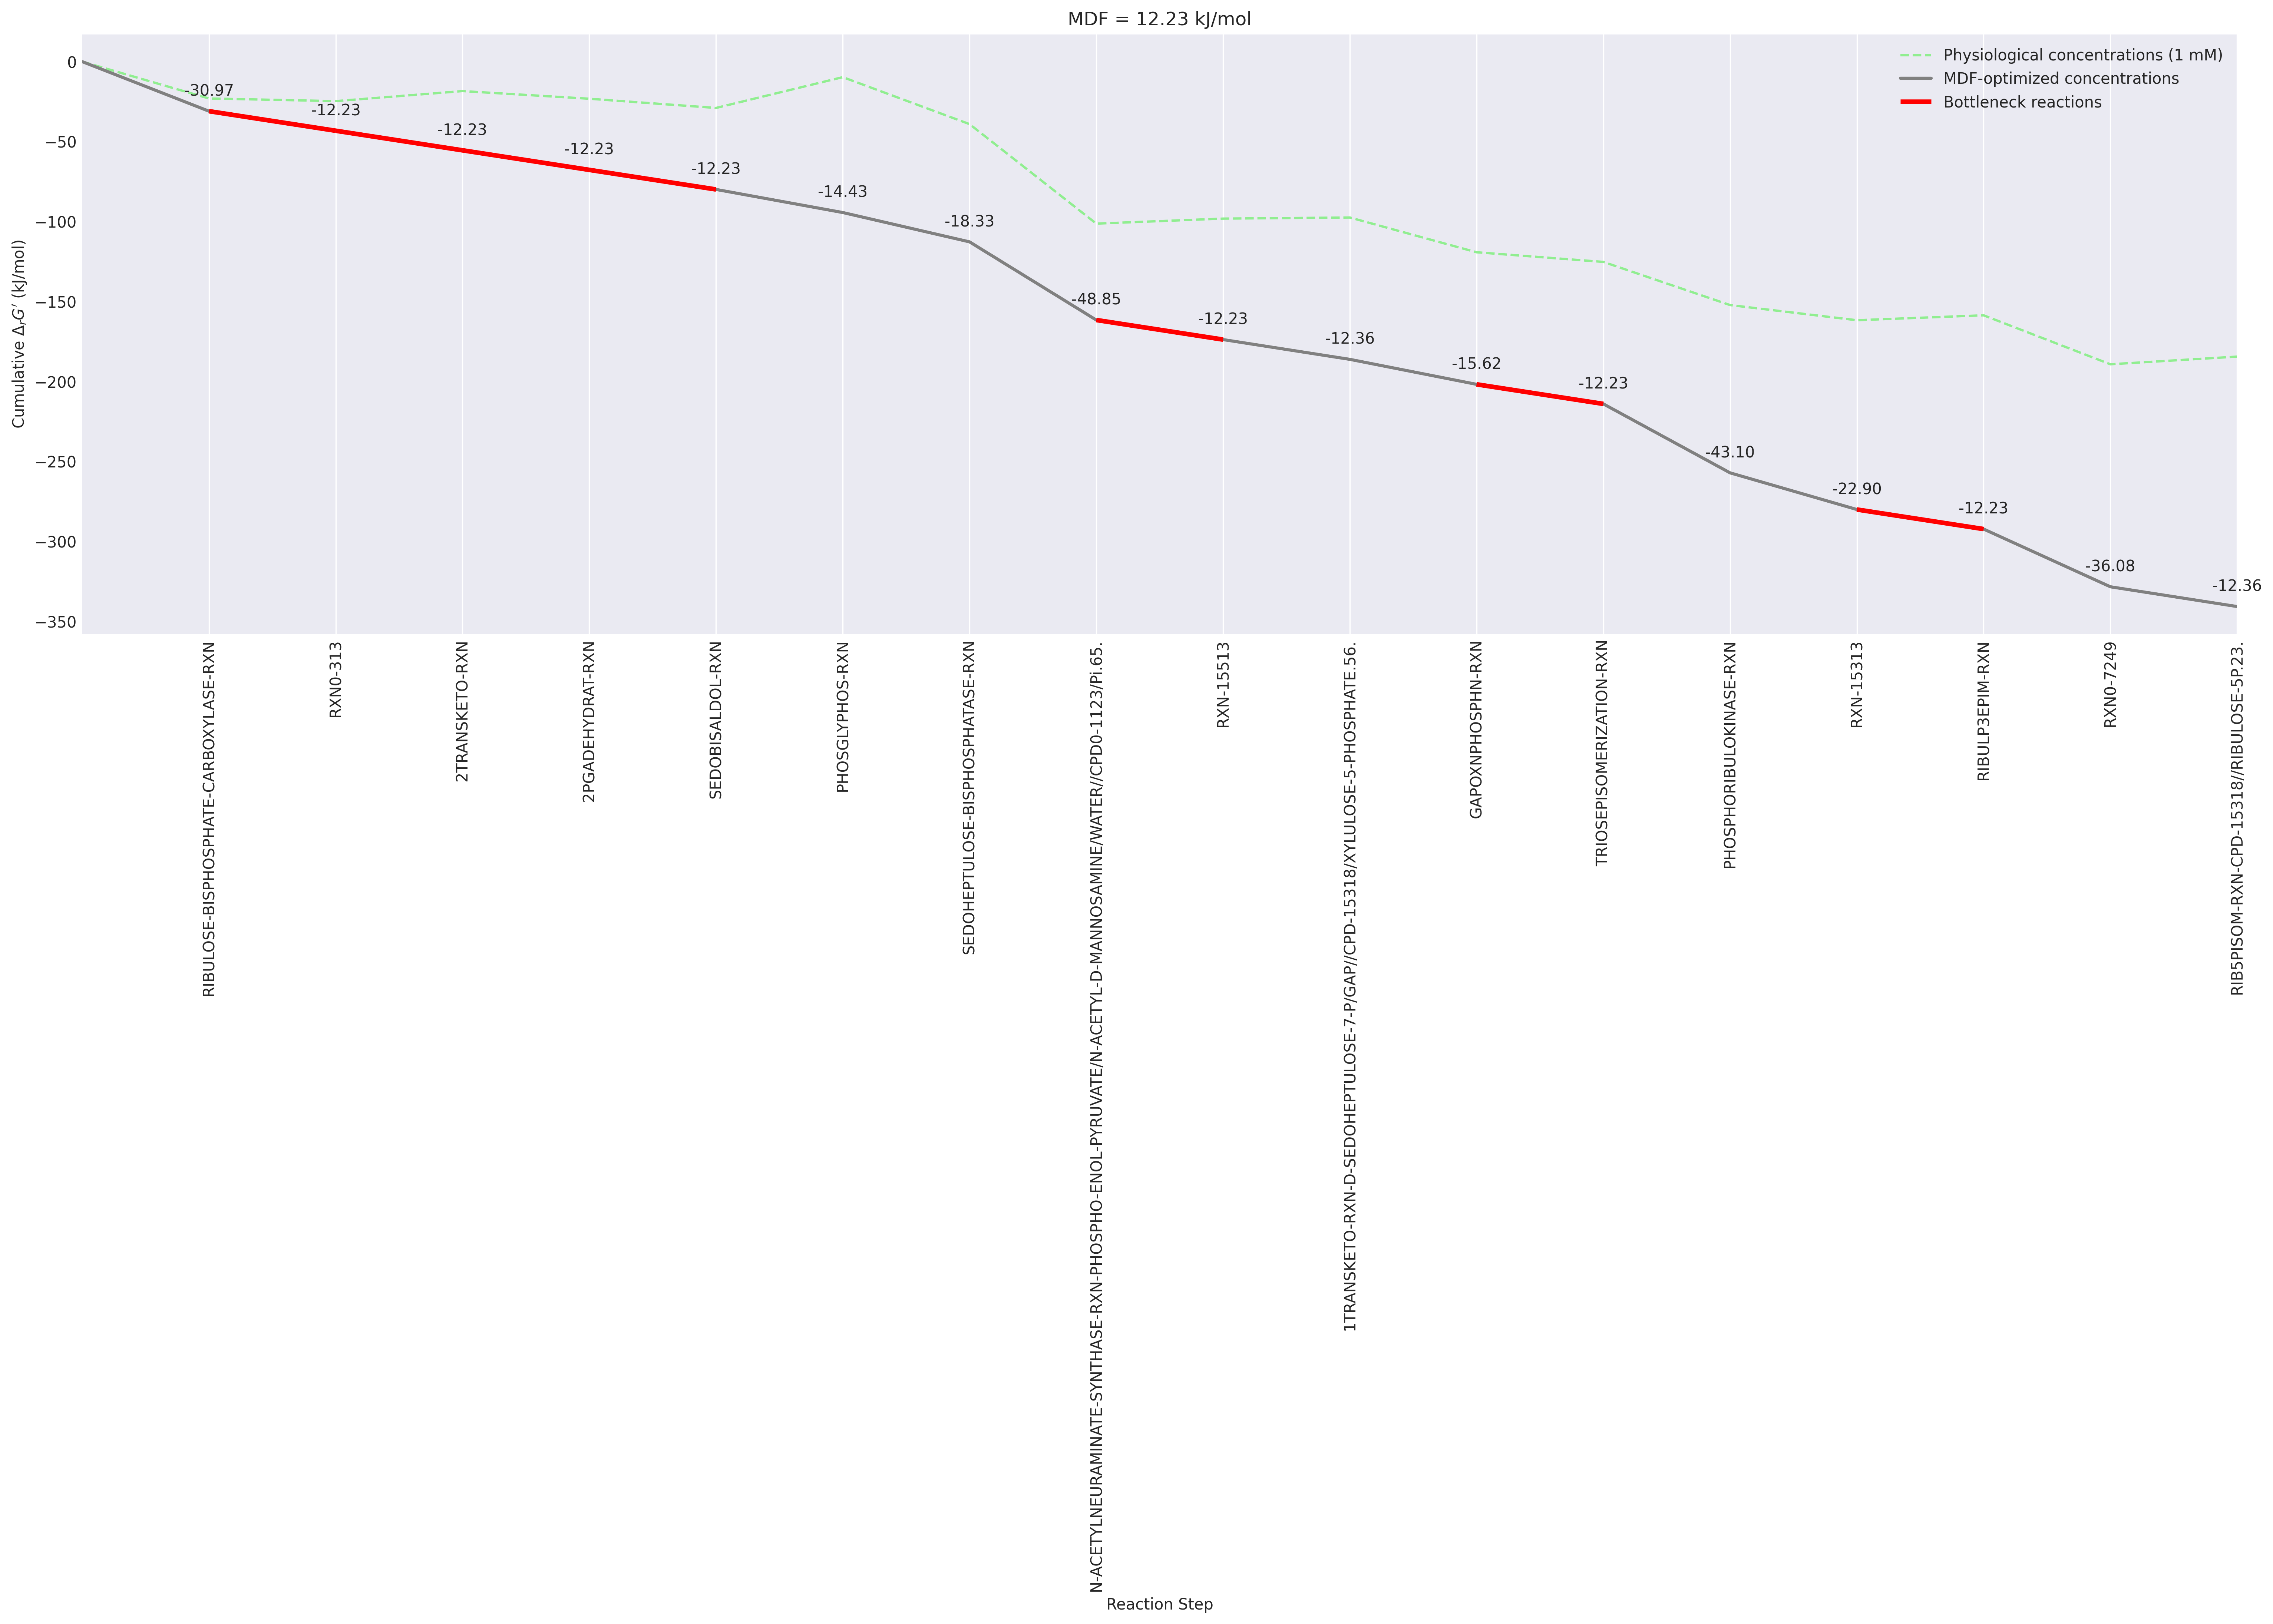 MDF = 12.23 kJ/mol
Physiological concentrations (1 mM)
MDF-optimized concentrations
Bottleneck reactions
Cumulative ΔrG′ (kJ/mol)
0
−50
−100
−150
−200
−250
−300
−350
-30.97
-12.23
-12.23
-12.23
-12.23
-14.43
-18.33
-48.85
-12.23
-12.36
-15.62
-12.23
-43.10
-22.90
-12.23
-36.08
-12.36
RIBULOSE-BISPHOSPHATE-CARBOXYLASE-RXN
RXN0-313
2TRANSKETO-RXN
2PGADEHYDRAT-RXN
SEDOBISALDOL-RXN
PHOSGLYPHOS-RXN
SEDOHEPTULOSE-BISPHOSPHATASE-RXN
N-ACETYLNEURAMINATE-SYNTHASE-RXN-PHOSPHO-ENOL-PYRUVATE/N-ACETYL-D-MANNOSAMINE/WATER//CPD0-1123/Pi.65.
RXN-15513
1TRANSKETO-RXN-D-SEDOHEPTULOSE-7-P/GAP//CPD-15318/XYLULOSE-5-PHOSPHATE.56.
GAPOXNPHOSPHN-RXN
TRIOSEPISOMERIZATION-RXN
PHOSPHORIBULOKINASE-RXN
RXN-15313
RIBULP3EPIM-RXN
RXN0-7249
RIB5PISOM-RXN-CPD-15318//RIBULOSE-5P.23.
Reaction Step